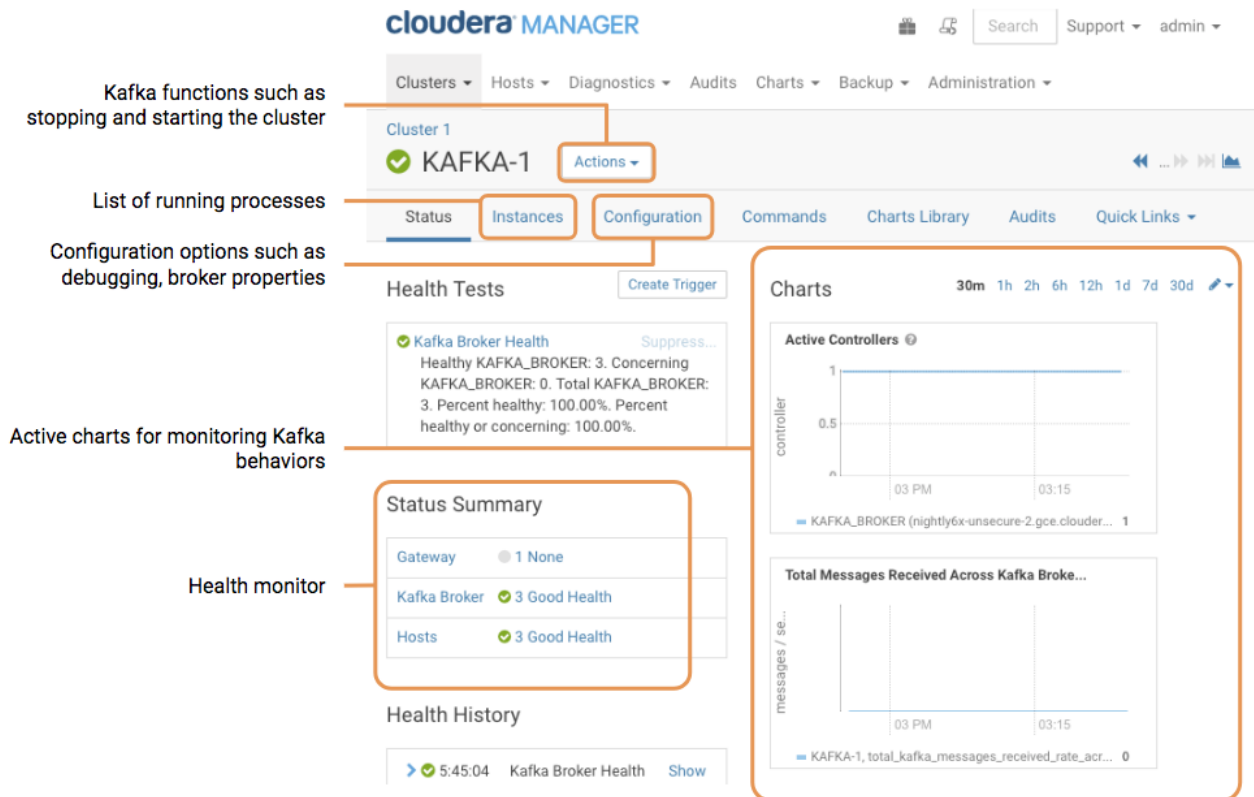 cloudera MANAGER
Search
Support
admin
Clusters
Hosts
Diagnostics
Audits
Charts
Backup
Administration
Kafka functions such as
stopping and starting the cluster
Cluster 1
KAFKA-1
Actions
...
List of running processes
Status
Instances
Configuration
Commands
Charts Library
Audits
Quick Links
Configuration options such as
debugging, broker properties
Health Tests
Create Trigger
Kafka Broker Health
Suppress...
Healthy KAFKA_BROKER: 3. Concerning
KAFKA_BROKER: 0. Total KAFKA_BROKER:
3. Percent healthy: 100.00%. Percent
healthy or concerning: 100.00%.
Charts
30m 1h 2h 6h 12h 1d 7d 30d
Active Controllers
controller
1
0.5
0
03 PM
03:15
KAFKA_BROKER (nightly6x-unsecure-2.gce.clouder... 1
Active charts for monitoring Kafka
behaviors
Status Summary
Gateway 1 None
Kafka Broker 3 Good Health
Hosts 3 Good Health
Health monitor
Total Messages Received Across Kafka Broke...
messages / se...
03 PM
03:15
KAFKA-1, total_kafka_messages_received_rate_acr... 0
Health History
5:45:04 Kafka Broker Health Show